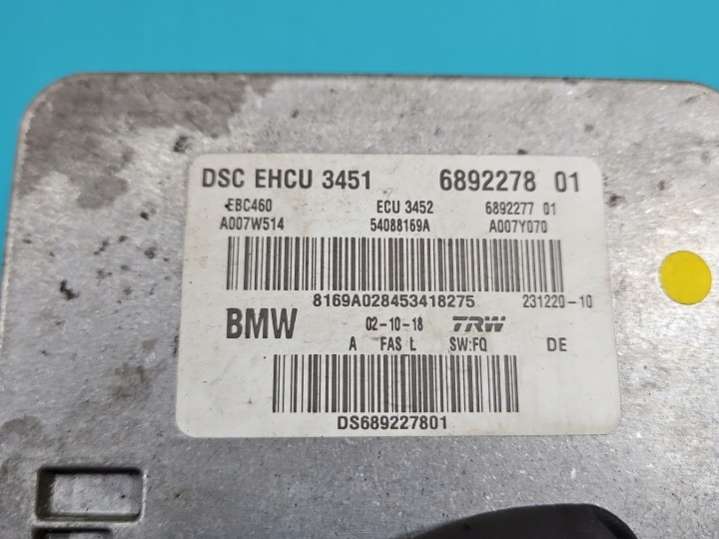 DSC EHCU 3451 6892278 01
EBC460 ECU 3452 6892277 01
A007W514 54088169A A007Y070
8169A028453418275 231220-10
BMW 02-10-18 TRW
A FAS L SW:FQ DE
DS689227801